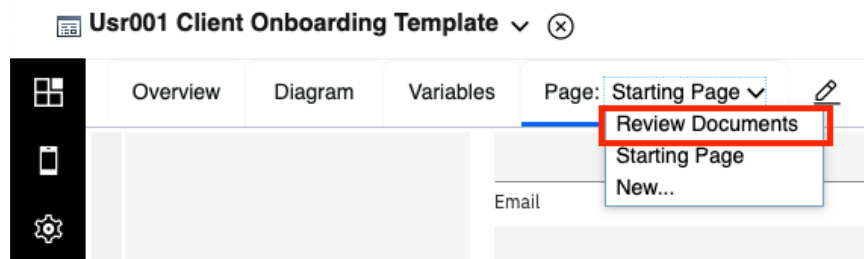 Usr001 Client Onboarding Template
Overview Diagram Variables Page: Starting Page
Review Documents
Starting Page
New...
Email